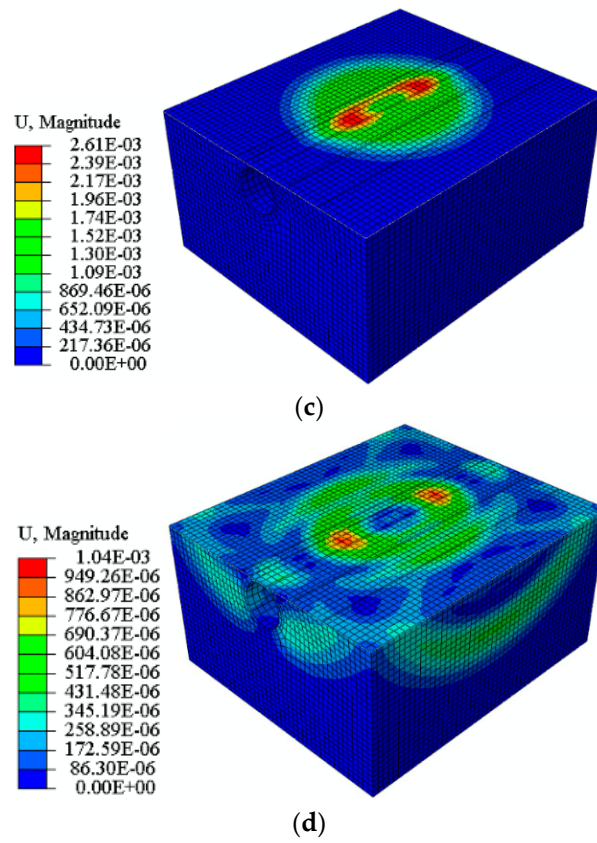 U, Magnitude
2.61E-03
2.39E-03
2.17E-03
1.96E-03
1.74E-03
1.52E-03
1.30E-03
1.09E-03
869.46E-06
652.09E-06
434.73E-06
217.36E-06
0.00E+00
(c)
U, Magnitude
1.04E-03
949.26E-06
862.97E-06
776.67E-06
690.37E-06
604.08E-06
517.78E-06
431.48E-06
345.19E-06
258.89E-06
172.59E-06
86.30E-06
0.00E+00
(d)